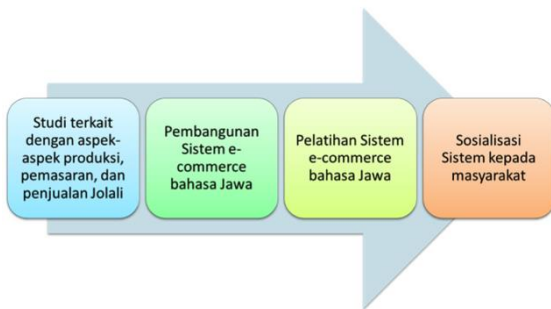 Studi terkait
dengan aspek-
aspek produksi,
pemasaran, dan
penjualan Jolali
Pembangunan
Sistem e-
commerce
bahasa Jawa
Pelatihan Sistem
e-commerce
bahasa Jawa
Sosialisasi
Sistem kepada
masyarakat